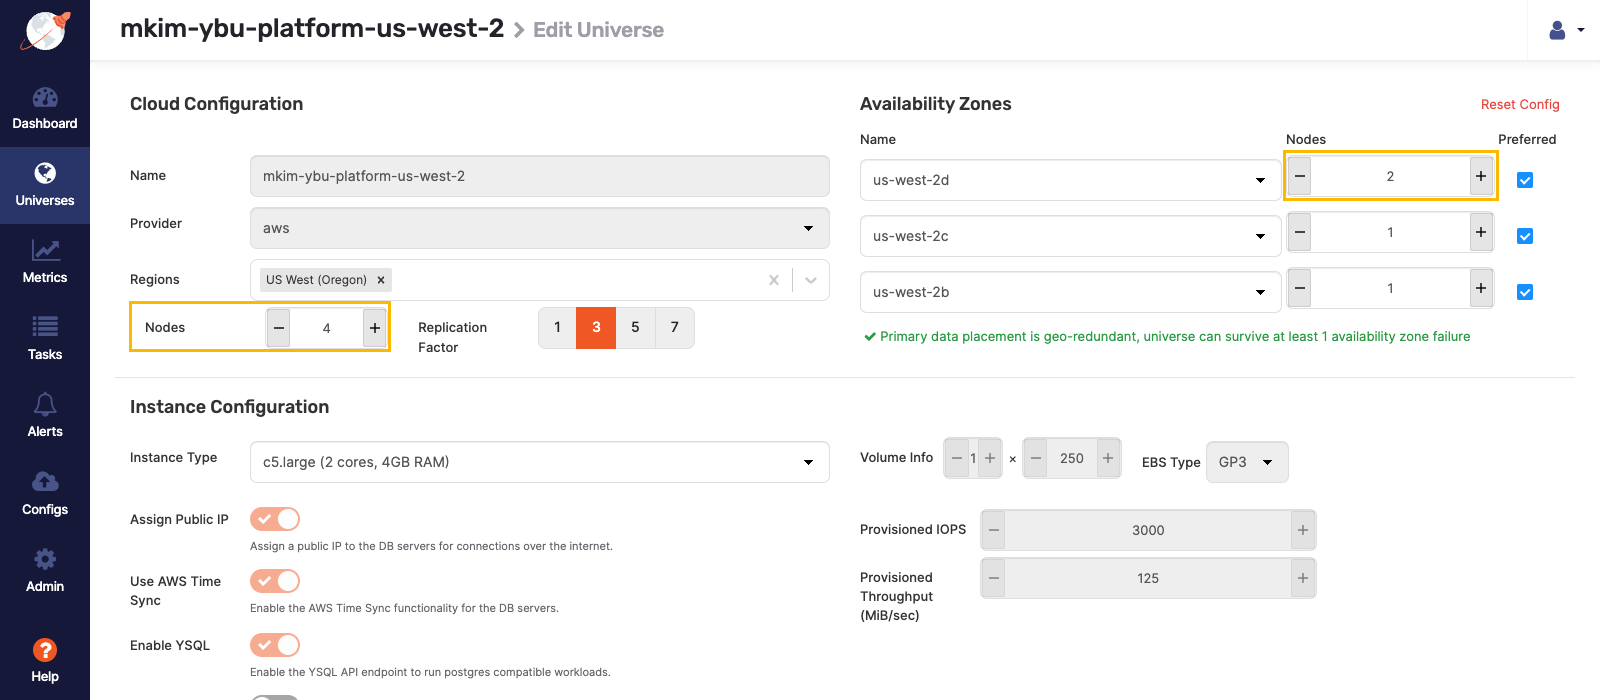 mkim-ybu-platform-us-west-2 > Edit Universe
Dashboard
Universes
Metrics
Tasks
Alerts
Configs
Admin
Help
Cloud Configuration
Name
mkim-ybu-platform-us-west-2
Provider
aws
Regions
US West (Oregon) ×
Nodes
− 4 +
Replication
Factor
1 3 5 7
Availability Zones
Reset Config
Name Nodes Preferred
us-west-2d − 2 +
us-west-2c − 1 +
us-west-2b − 1 +
Primary data placement is geo-redundant, universe can survive at least 1 availability zone failure
Instance Configuration
Instance Type
c5.large (2 cores, 4GB RAM)
Assign Public IP
Assign a public IP to the DB servers for connections over the internet.
Use AWS Time
Sync
Enable the AWS Time Sync functionality for the DB servers.
Enable YSQL
Enable the YSQL API endpoint to run postgres compatible workloads.
Volume Info − 1 + × − 250 +
EBS Type GP3
Provisioned IOPS − 3000 +
Provisioned
Throughput
(MiB/sec)
− 125 +